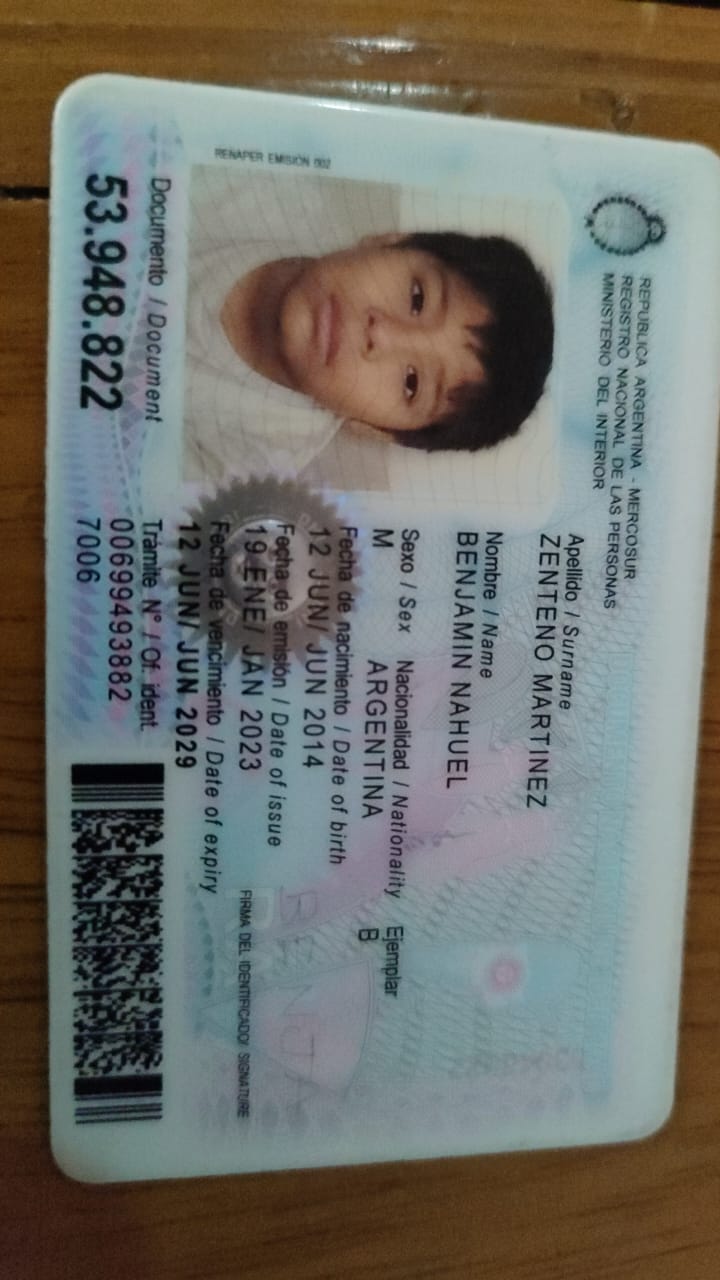 REPUBLICA ARGENTINA - MERCOSUR
REGISTRO NACIONAL DE LAS PERSONAS
MINISTERIO DEL INTERIOR
Apellido / Surname
ZENTENO MARTINEZ
Nombre / Name
BENJAMIN NAHUEL
Sexo / Sex Nacionalidad / Nationality Ejemplar
M ARGENTINA B
Fecha de nacimiento / Date of birth
12 JUN/ JUN 2014
Fecha de emisión / Date of issue
19 ENE/ JAN 2023
Fecha de vencimiento / Date of expiry
12 JUN/ JUN 2029
FIRMA DEL IDENTIFICADO/ SIGNATURE
RENAPER EMISIÓN 002
Documento / Document
53.948.822
Trámite N° / Of. ident.
00699493882
7006